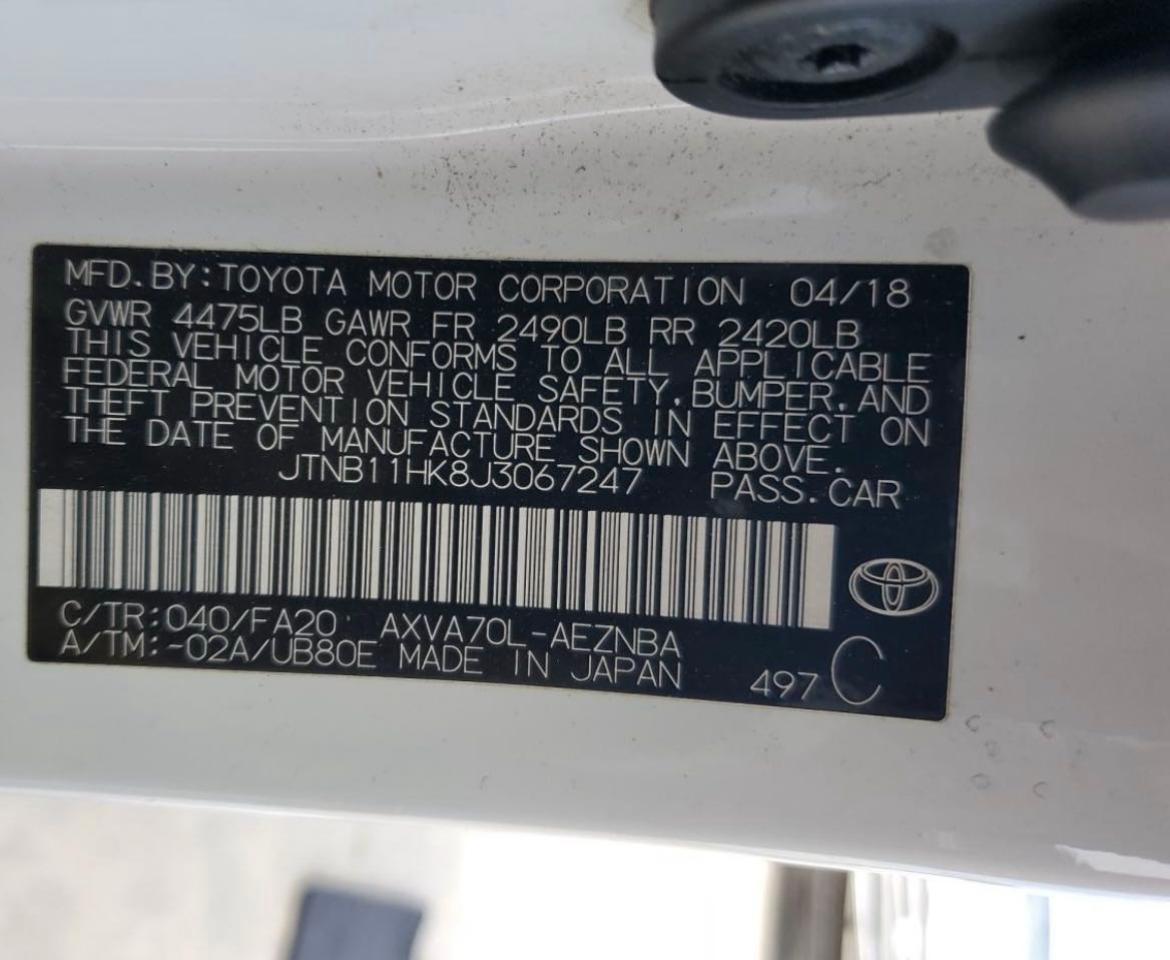 MFD.BY:TOYOTA MOTOR CORPORATION 04/18
GVWR 4475LB GAWR FR 2490LB RR 2420LB
THIS VEHICLE CONFORMS TO ALL APPLICABLE
FEDERAL MOTOR VEHICLE SAFETY,BUMPER,AND
THEFT PREVENTION STANDARDS IN EFFECT ON
THE DATE OF MANUFACTURE SHOWN ABOVE.
JTNB11HK8J3067247 PASS.CAR
C/TR:040/FA20 AXVA70L-AEZNBA
A/TM:-02A/UB80E MADE IN JAPAN 497 C